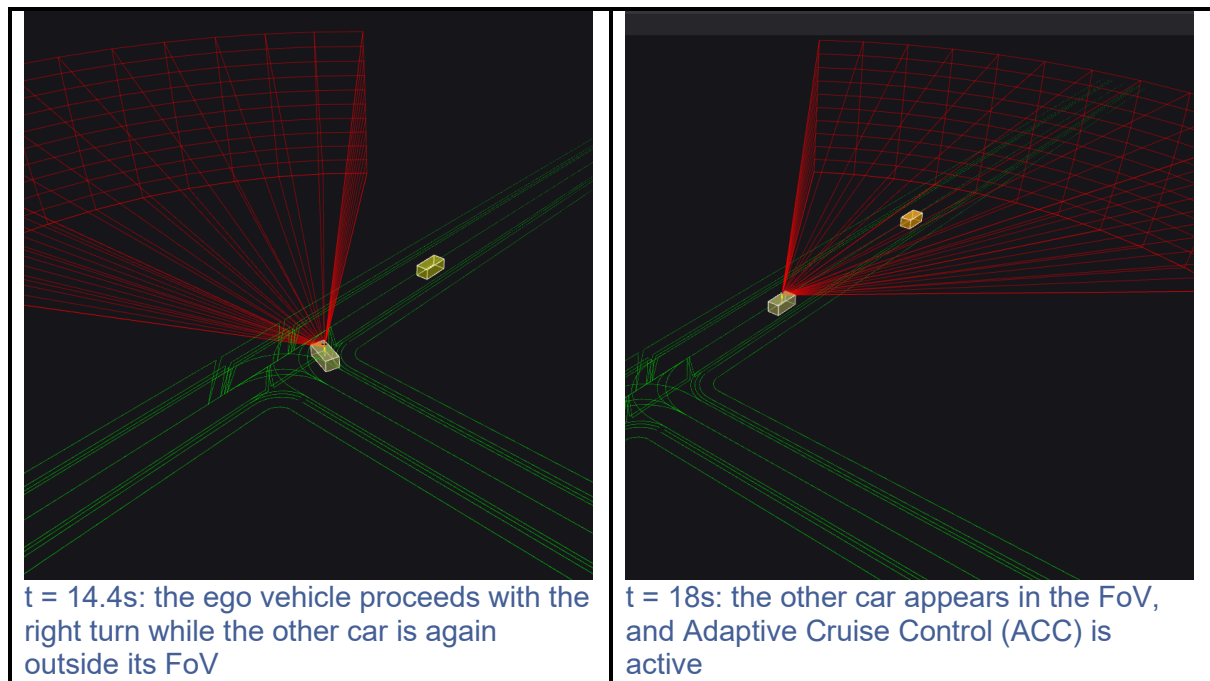 t = 14.4s: the ego vehicle proceeds with the
right turn while the other car is again
outside its FoV
t = 18s: the other car appears in the FoV,
and Adaptive Cruise Control (ACC) is
active